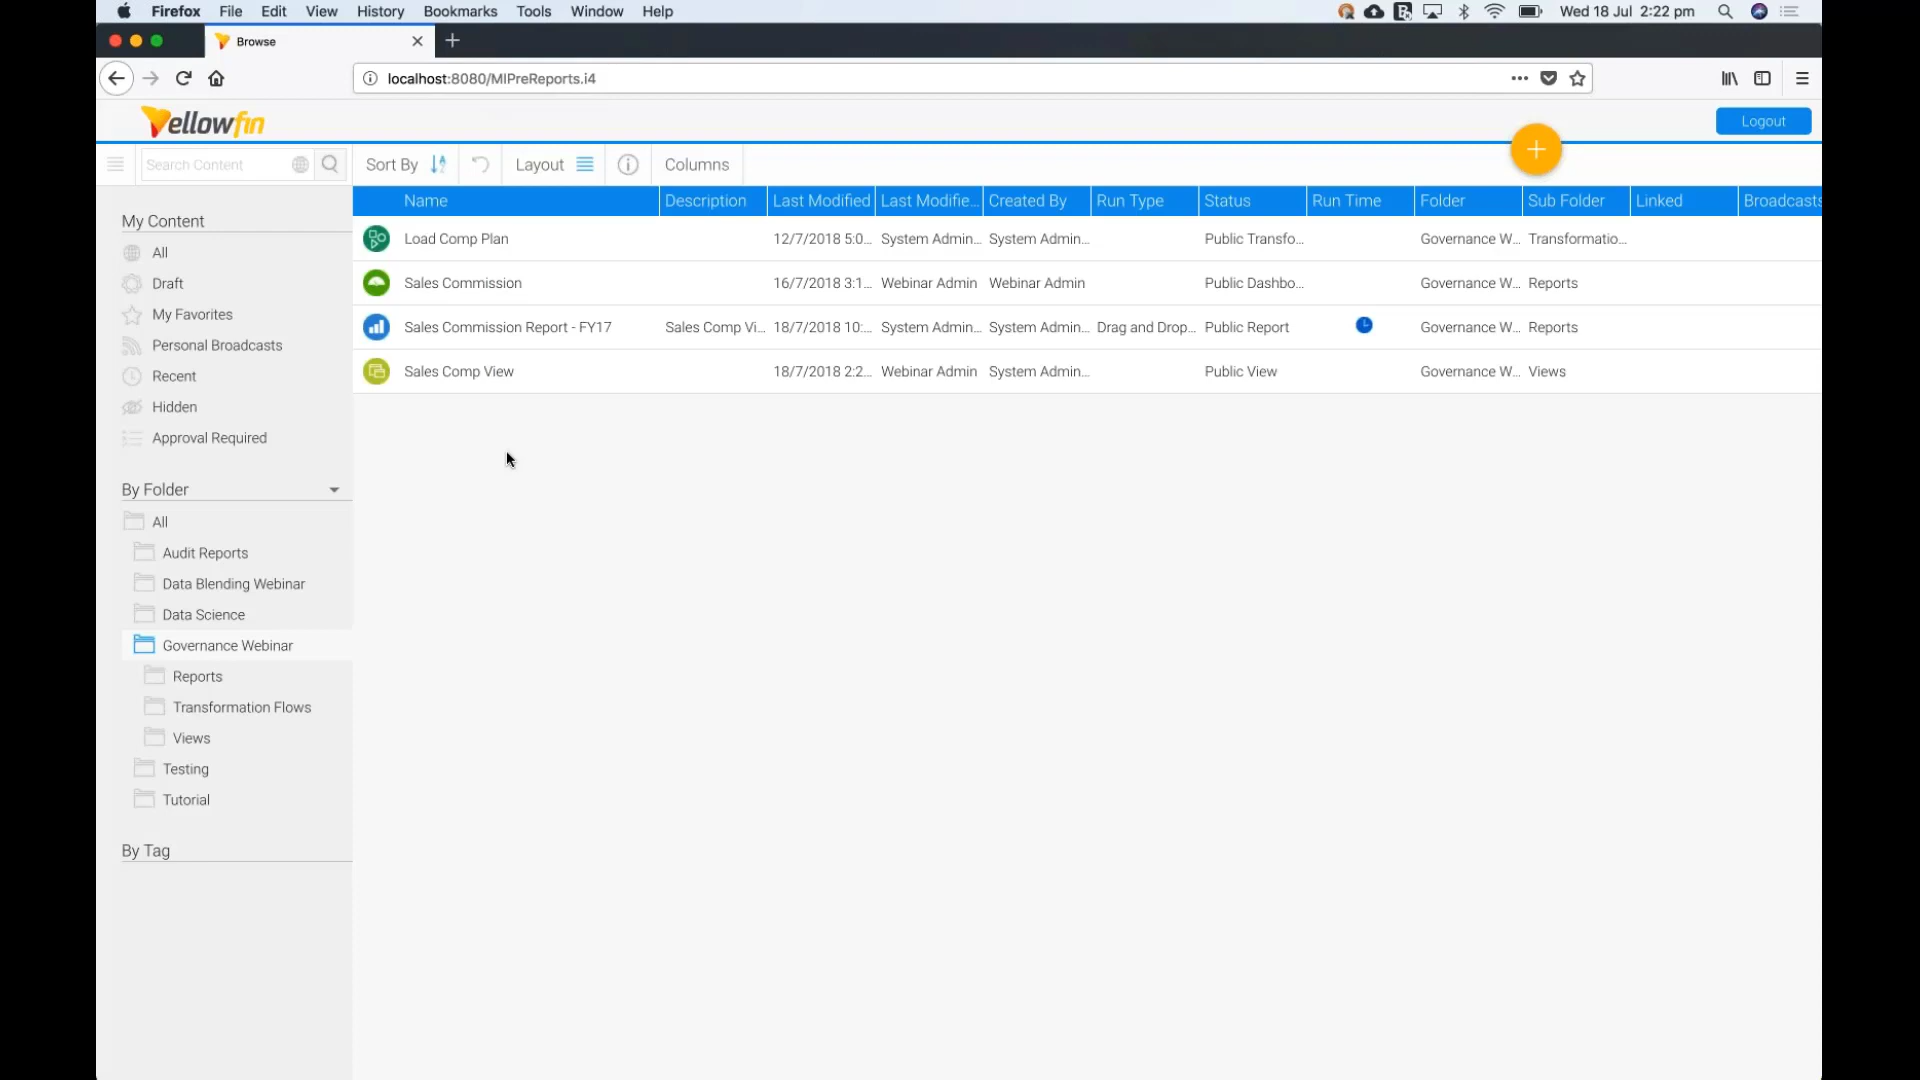 Firefox File Edit View History Bookmarks Tools Window Help Wed 18 Jul 2:22 pm
Browse
localhost:8080/MIPreReports.i4
Yellowfin Logout
Search Content Sort By Layout Columns
Name Description Last Modified Last Modifie... Created By Run Type Status Run Time Folder Sub Folder Linked Broadcasts
Load Comp Plan 12/7/2018 5:0... System Admin... System Admin... Public Transfo... Governance W... Transformatio...
Sales Commission 16/7/2018 3:1... Webinar Admin Webinar Admin Public Dashbo... Governance W... Reports
Sales Commission Report - FY17 Sales Comp Vi... 18/7/2018 10:... System Admin... System Admin... Drag and Drop... Public Report Governance W... Reports
Sales Comp View 18/7/2018 2:2... Webinar Admin System Admin... Public View Governance W... Views
My Content
All
Draft
My Favorites
Personal Broadcasts
Recent
Hidden
Approval Required
By Folder
All
Audit Reports
Data Blending Webinar
Data Science
Governance Webinar
Reports
Transformation Flows
Views
Testing
Tutorial
By Tag